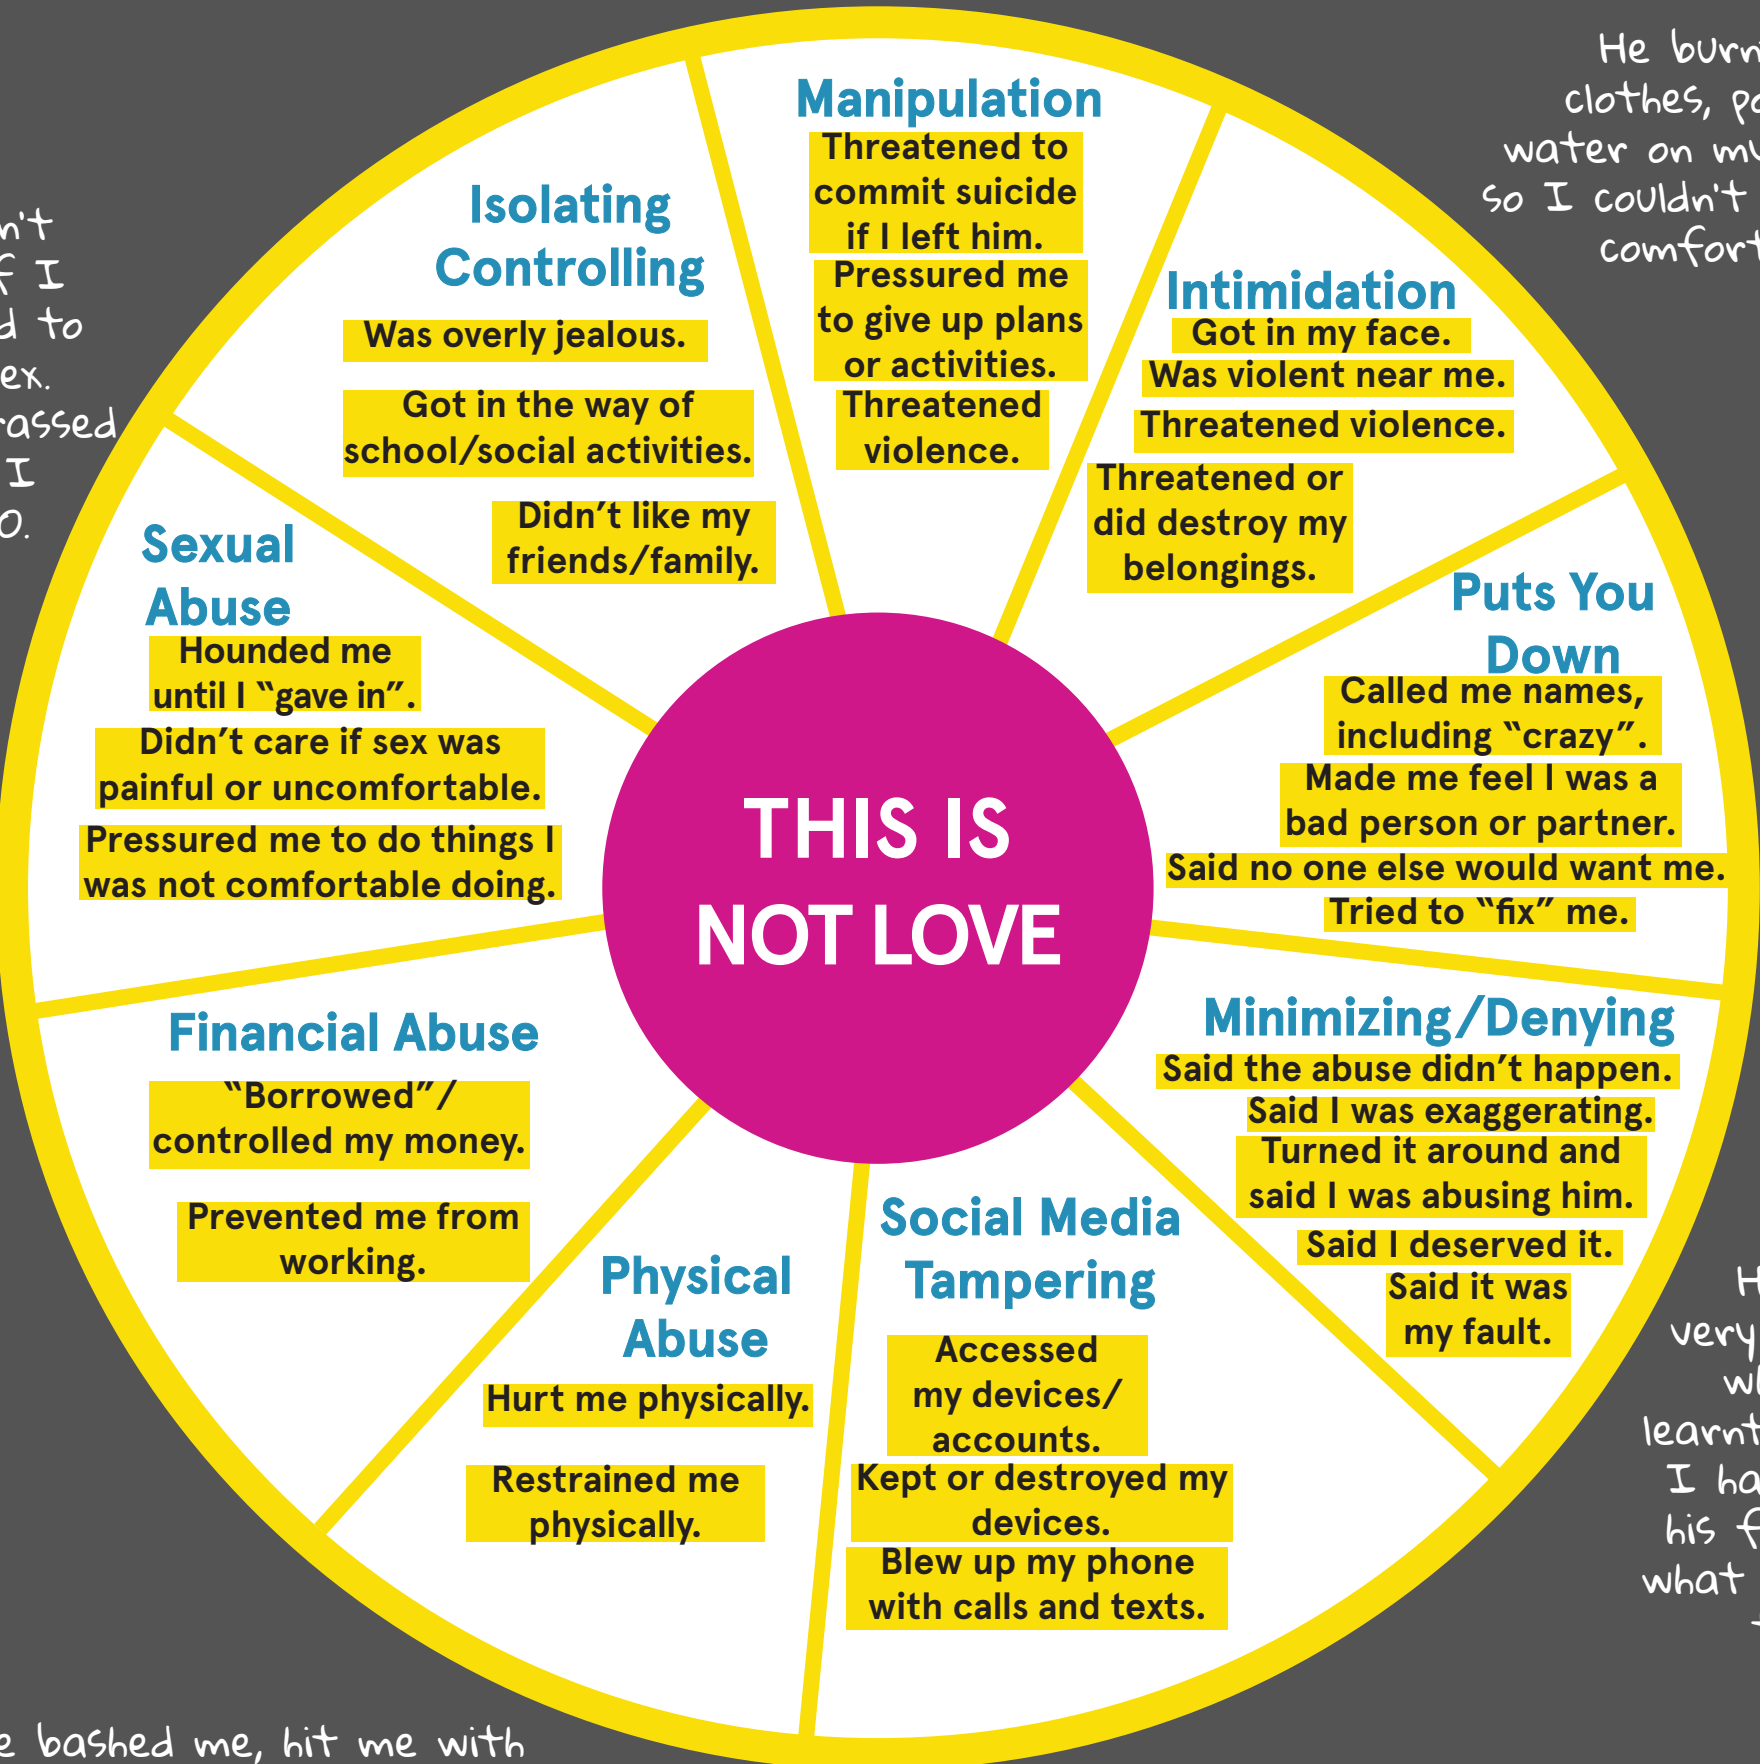 He
clothes,
water on
so I couldn't
n't
f I
to
ex.
I
Manipulation
Threatened to
commit suicide
if I left him.
Pressured me
to give up plans
or activities.
Threatened
violence.
Isolating
Controlling
Was overly jealous.
Got in the way of
school/social activities.
Didn't like my
friends/family.
Intimidation
Got in my face.
Was violent near me.
Threatened violence.
Threatened or
did destroy my
belongings.
Sexual
Abuse
Hounded me
until I “gave in”.
Didn't care if sex was
painful or uncomfortable.
Pressured me to do things I
was not comfortable doing.
Puts You
Down
Called me names,
including “crazy”.
Made me feel I was a
bad person or partner.
Said no one else would want me.
Tried to “fix” me.
THIS IS
NOT LOVE
Financial Abuse
“Borrowed”/
controlled my money.
Prevented me from
working.
Minimizing/Denying
Said the abuse didn't happen.
Said I was exaggerating.
Turned it around and
said I was abusing him.
Said I deserved it.
Said it was
my fault.
Physical
Abuse
Hurt me physically.
Restrained me
physically.
Social Media
Tampering
Accessed
my devices/
accounts.
Kept or destroyed my
devices.
Blew up my phone
with calls and texts.
very
learnt
I
his
what
bashed me, hit me with